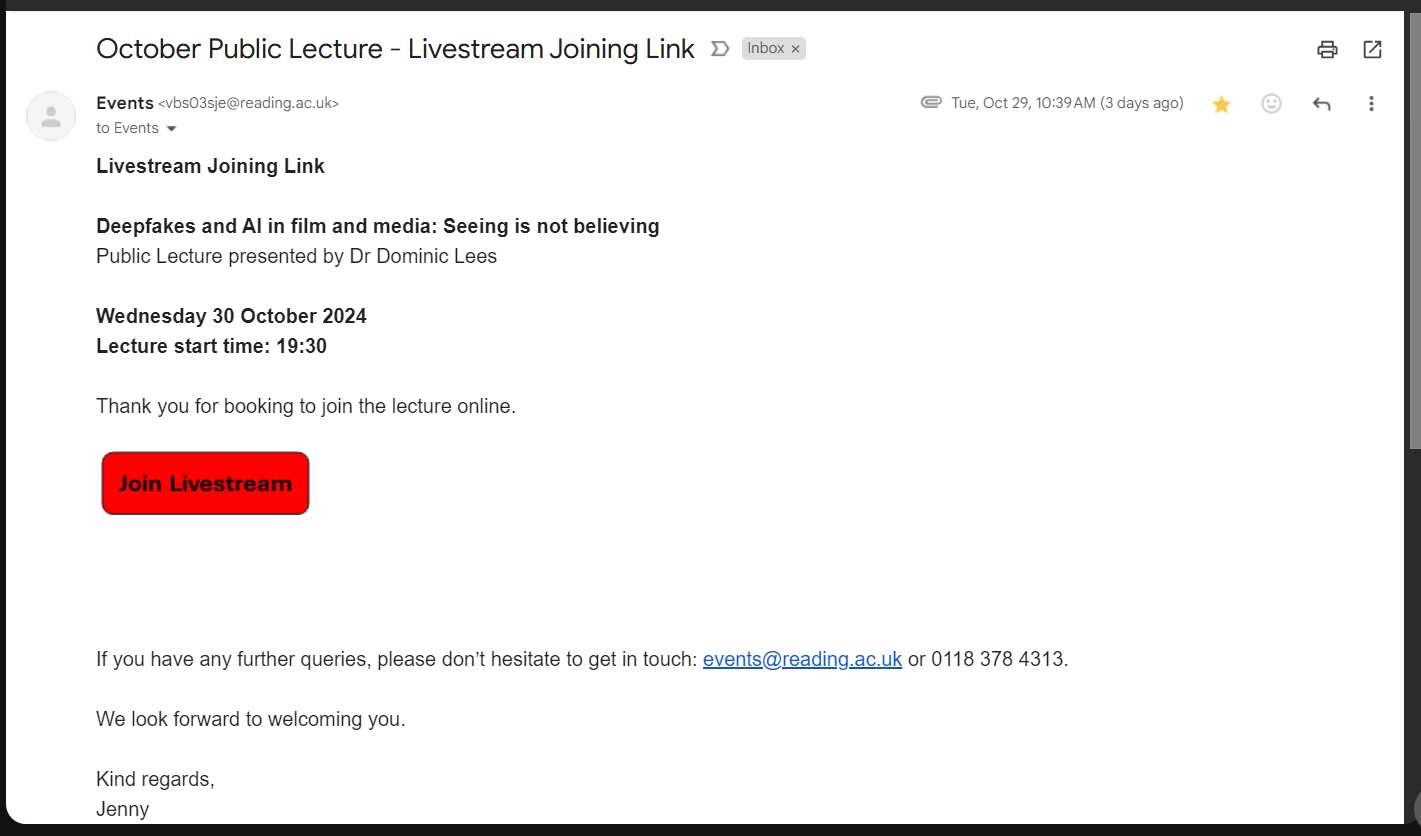 October Public Lecture - Livestream Joining Link Inbox ×
Events <vbs03sje@reading.ac.uk> Tue, Oct 29, 10:39 AM (3 days ago)
to Events
Livestream Joining Link
Deepfakes and AI in film and media: Seeing is not believing
Public Lecture presented by Dr Dominic Lees
Wednesday 30 October 2024
Lecture start time: 19:30
Thank you for booking to join the lecture online.
Join Livestream
If you have any further queries, please don’t hesitate to get in touch: events@reading.ac.uk or 0118 378 4313.
We look forward to welcoming you.
Kind regards,
Jenny